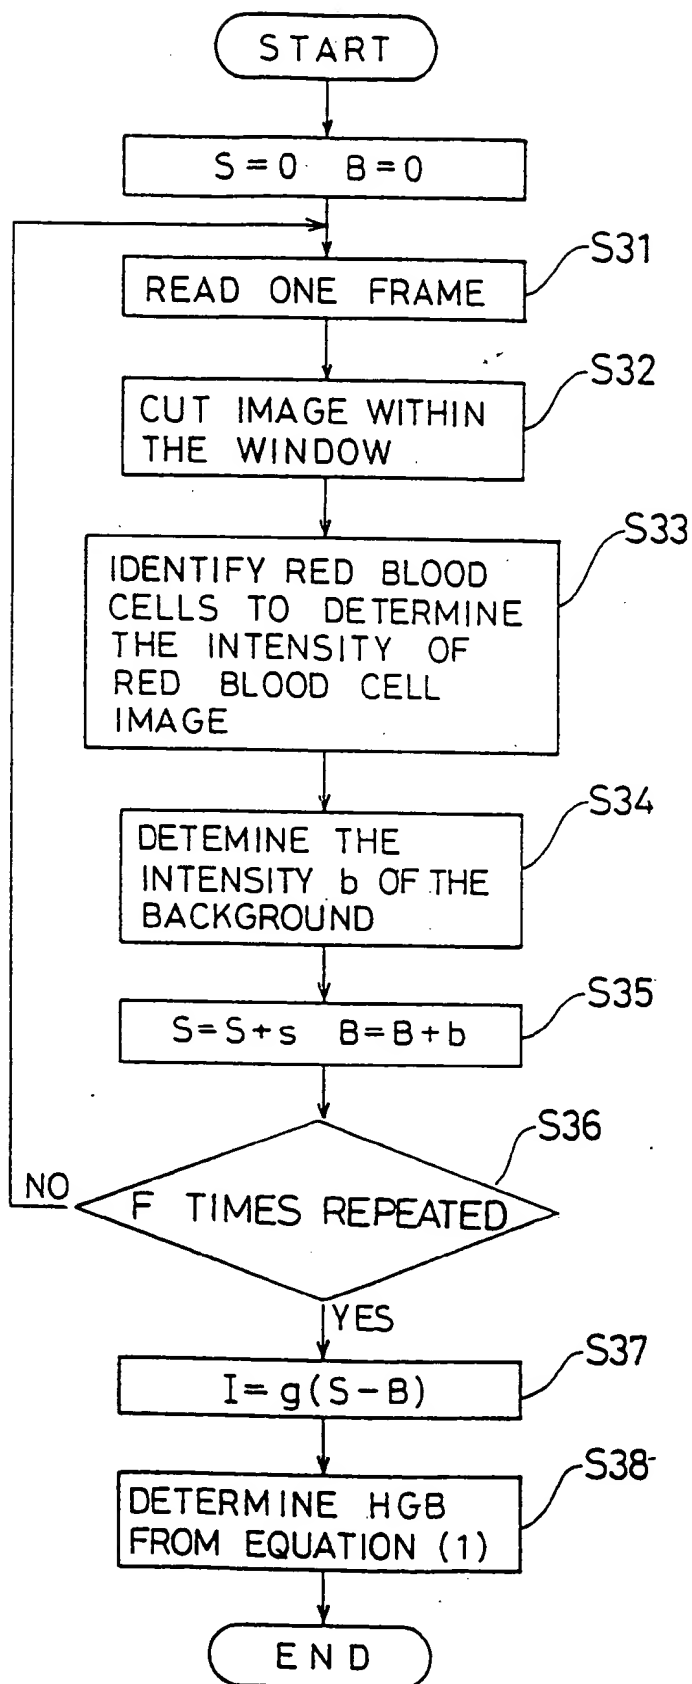 START
S=0 B=0
S31
READ ONE FRAME
S32
CUT IMAGE WITHIN
THE WINDOW
S33
IDENTIFY RED BLOOD
CELLS TO DETERMINE
THE INTENSITY OF
RED BLOOD CELL
IMAGE
S34
DETEMINE THE
INTENSITY b OF THE
BACKGROUND
S35
S=S+s B=B+b
S36
NO
F TIMES REPEATED
YES
S37
I=g(S-B)
S38
DETERMINE HGB
FROM EQUATION (1)
END